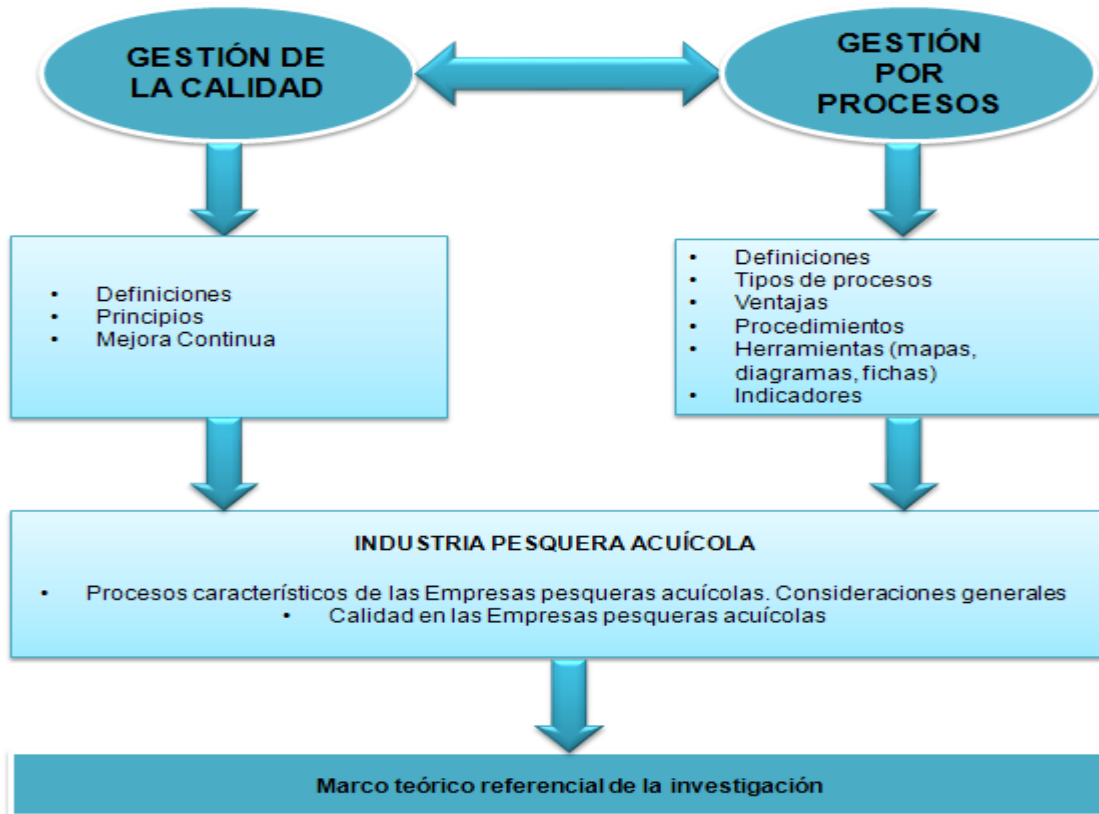 GESTIÓN DE
LA CALIDAD
GESTIÓN
POR
PROCESOS
• Definiciones
• Principios
• Mejora Continua
• Definiciones
• Tipos de procesos
• Ventajas
• Procedimientos
• Herramientas (mapas,
diagramas, fichas)
• Indicadores
INDUSTRIA PESQUERA ACUÍCOLA
• Procesos característicos de las Empresas pesqueras acuícolas. Consideraciones generales
• Calidad en las Empresas pesqueras acuícolas
Marco teórico referencial de la investigación